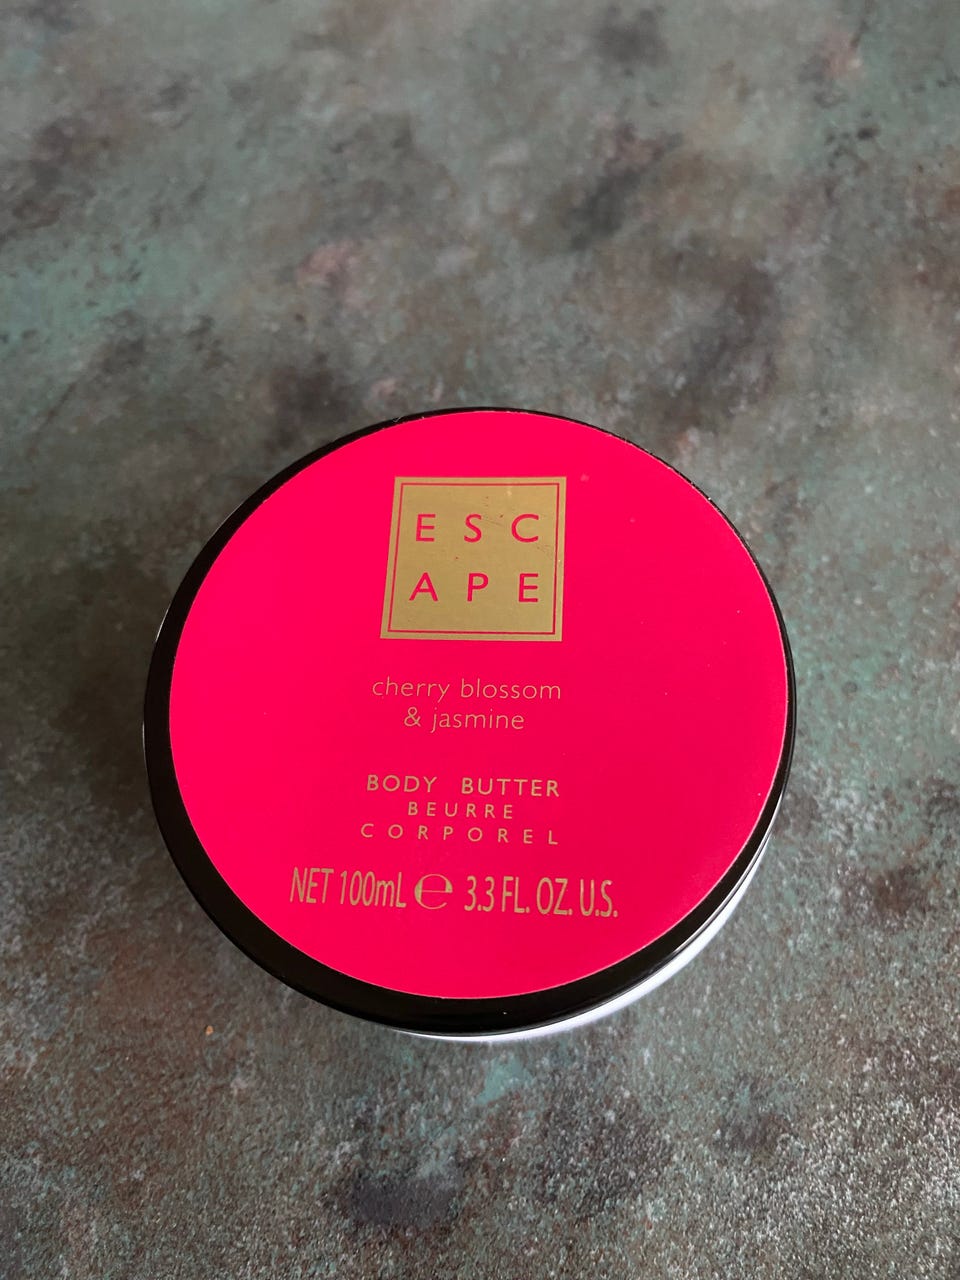 ESC
APE
cherry blossom
& jasmine
BODY BUTTER
BEURRE
CORPOREL
NET 100mL ℮ 3.3 FL. OZ. U.S.